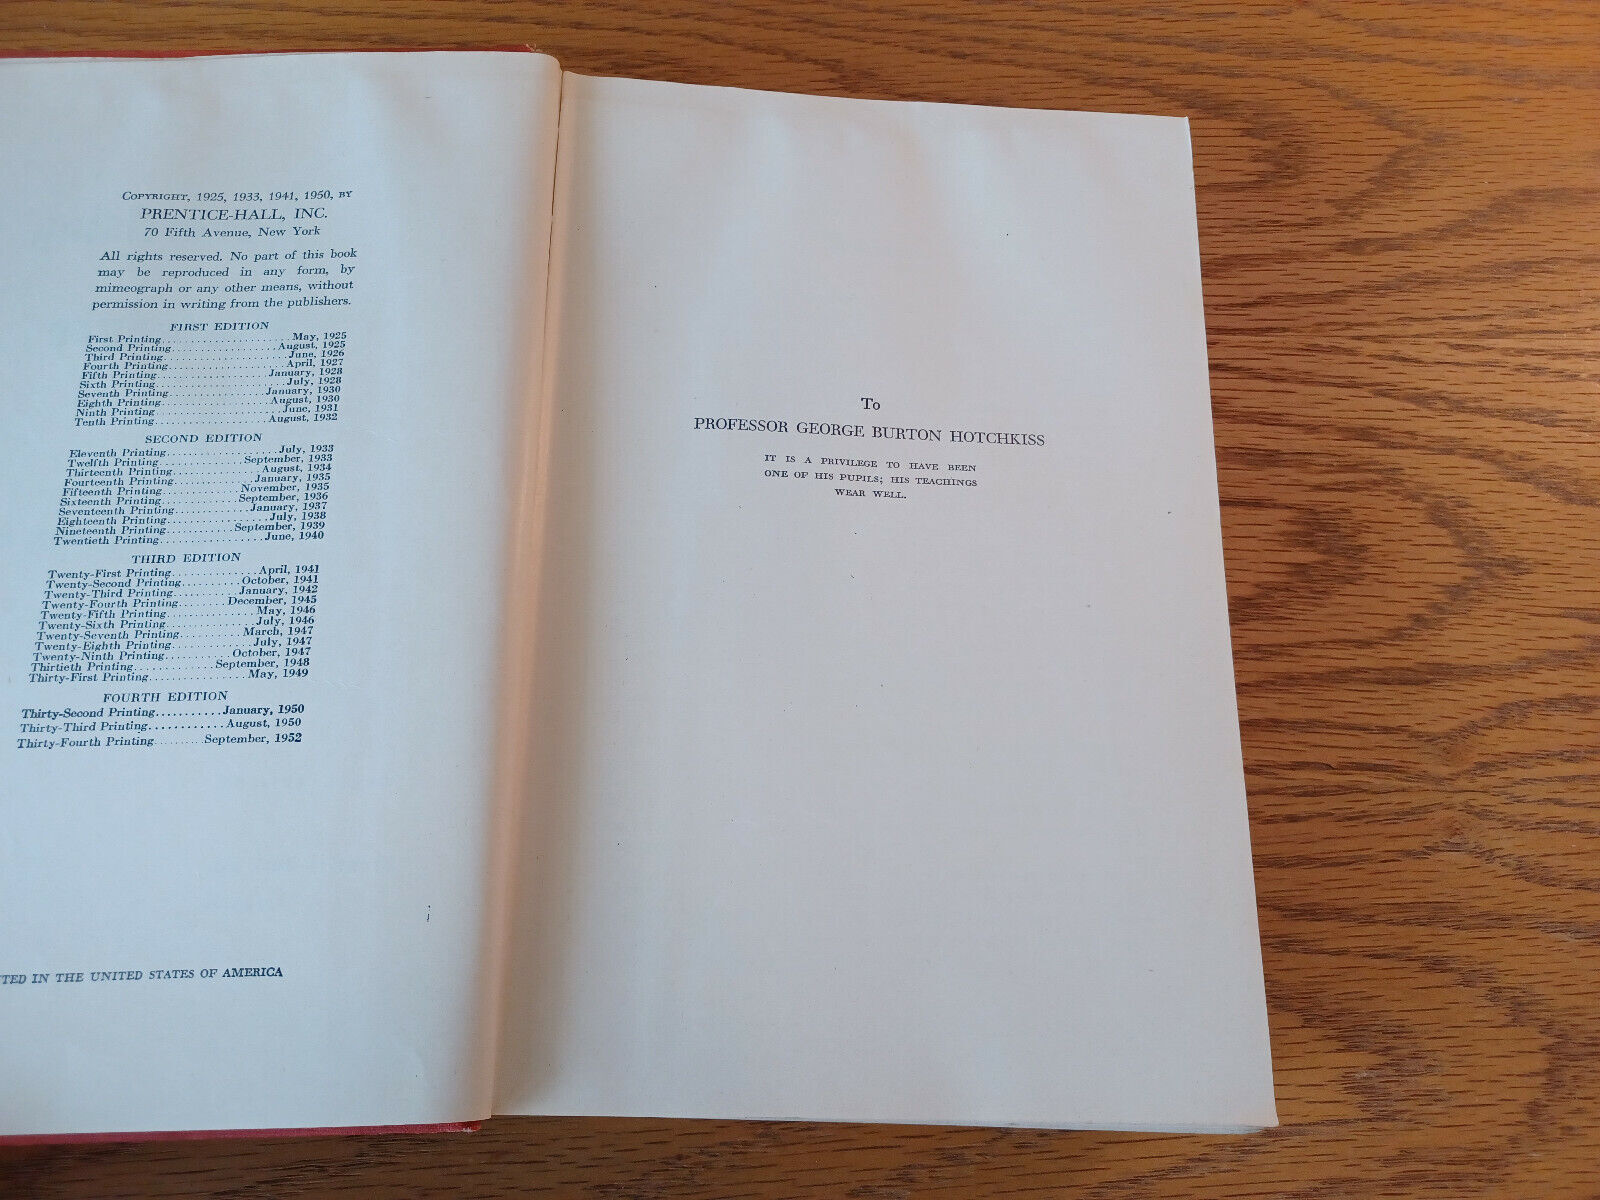 COPYRIGHT, 1925, 1933, 1941, 1950, BY
PRENTICE-HALL, INC.
70 Fifth Avenue, New York
All rights reserved. No part of this book
may be reproduced in any form, by
mimeograph or any other means, without
permission in writing from the publishers.
FIRST EDITION
First Printing......................May, 1925
Second Printing..................August, 1925
Third Printing.....................June, 1926
Fourth Printing....................April, 1927
Fifth Printing...................January, 1928
Sixth Printing.....................July, 1928
Seventh Printing................January, 1930
Eighth Printing..................August, 1930
Ninth Printing.....................June, 1931
Tenth Printing...................August, 1932
SECOND EDITION
Eleventh Printing..................July, 1933
Twelfth Printing..............September, 1933
Thirteenth Printing..............August, 1934
Fourteenth Printing.............January, 1935
Fifteenth Printing.............November, 1935
Sixteenth Printing............September, 1936
Seventeenth Printing............January, 1937
Eighteenth Printing................July, 1938
Nineteenth Printing...........September, 1939
Twentieth Printing.................June, 1940
THIRD EDITION
Twenty-First Printing.............April, 1941
Twenty-Second Printing..........October, 1941
Twenty-Third Printing...........January, 1942
Twenty-Fourth Printing.......December, 1945
Twenty-Fifth Printing...............May, 1946
Twenty-Sixth Printing..............July, 1946
Twenty-Seventh Printing..........March, 1947
Twenty-Eighth Printing.............July, 1947
Twenty-Ninth Printing...........October, 1947
Thirtieth Printing............September, 1948
Thirty-First Printing...............May, 1949
FOURTH EDITION
Thirty-Second Printing...........January, 1950
Thirty-Third Printing............August, 1950
Thirty-Fourth Printing.........September, 1952
TED IN THE UNITED STATES OF AMERICA
To
PROFESSOR GEORGE BURTON HOTCHKISS
IT IS A PRIVILEGE TO HAVE BEEN
ONE OF HIS PUPILS; HIS TEACHINGS
WEAR WELL.